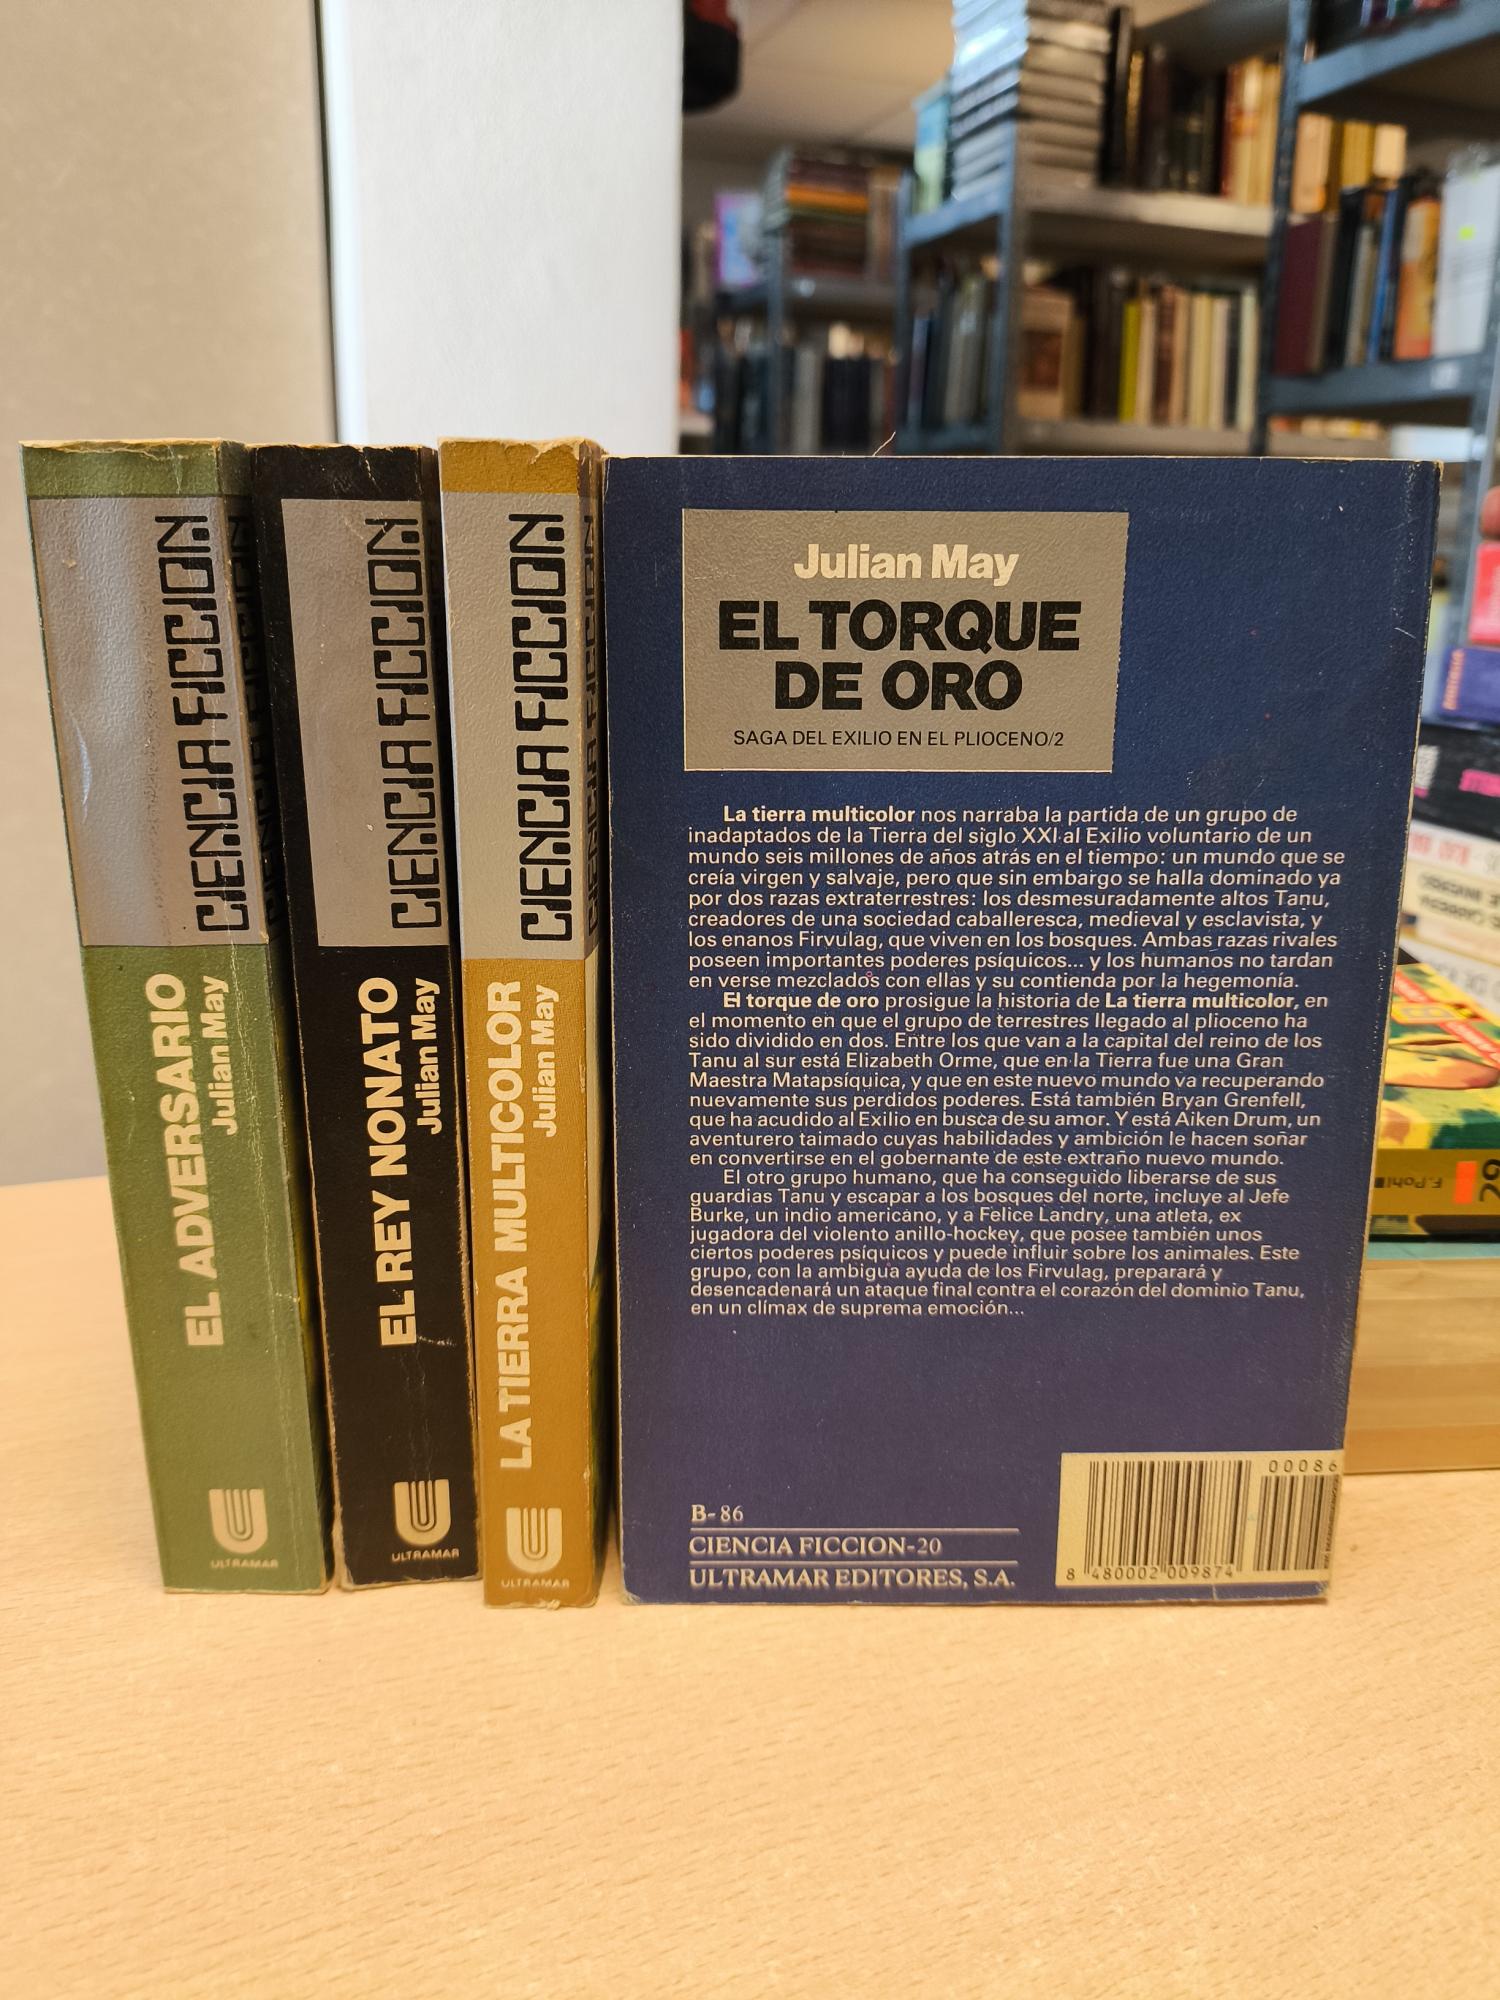 CIENCIA FICCION
EL ADVERSARIO
Julian May
ULTRAMAR
CIENCIA FICCION
EL REY NONATO
Julian May
ULTRAMAR
CIENCIA FICCION
LA TIERRA MULTICOLOR
Julian May
ULTRAMAR
Julian May
EL TORQUE
DE ORO
SAGA DEL EXILIO EN EL PLIOCENO/2
La tierra multicolor nos narraba la partida de un grupo de
inadaptados de la Tierra del siglo XXI al Exilio voluntario de un
mundo seis millones de años atrás en el tiempo: un mundo que se
creía virgen y salvaje, pero que sin embargo se halla dominado ya
por dos razas extraterrestres: los desmesuradamente altos Tanu,
creadores de una sociedad caballeresca, medieval y esclavista, y
los enanos Firvulag, que viven en los bosques. Ambas razas rivales
poseen importantes poderes psíquicos... y los humanos no tardan
en verse mezclados con ellas y su contienda por la hegemonía.
El torque de oro prosigue la historia de La tierra multicolor, en
el momento en que el grupo de terrestres llegado al plioceno ha
sido dividido en dos. Entre los que van a la capital del reino de los
Tanu al sur está Elizabeth Orme, que en la Tierra fue una Gran
Maestra Matapsíquica, y que en este nuevo mundo va recuperando
nuevamente sus perdidos poderes. Está también Bryan Grenfell,
que ha acudido al Exilio en busca de su amor. Y está Aiken Drum, un
aventurero taimado cuyas habilidades y ambición le hacen soñar
en convertirse en el gobernante de este extraño nuevo mundo.
El otro grupo humano, que ha conseguido liberarse de sus
guardias Tanu y escapar a los bosques del norte, incluye al Jefe
Burke, un indio americano, y a Felice Landry, una atleta, ex
jugadora del violento anillo-hockey, que posee también unos
ciertos poderes psíquicos y puede influir sobre los animales. Este
grupo, con la ambigua ayuda de los Firvulag, preparará y
desencadenará un ataque final contra el corazón del dominio Tanu,
en un clímax de suprema emoción...
B-86
CIENCIA FICCION-20
ULTRAMAR EDITORES, S.A.
00086
8 480002 009874
F. Pohl
29